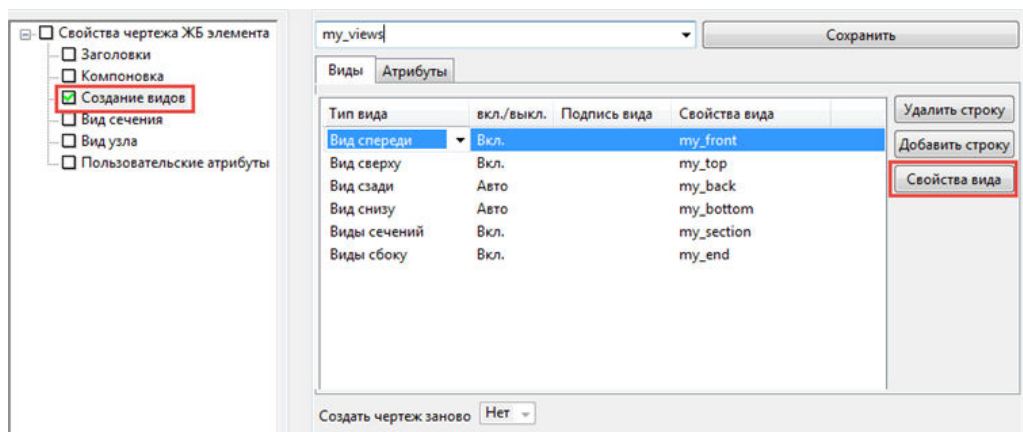 Свойства чертежа ЖБ элемента
Заголовки
Компоновка
Создание видов
Вид сечения
Вид узла
Пользовательские атрибуты
my_views
Сохранить
Виды Атрибуты
Тип вида вкл./выкл. Подпись вида Свойства вида
Вид спереди Вкл. my_front
Вид сверху Вкл. my_top
Вид сзади Авто my_back
Вид снизу Авто my_bottom
Виды сечений Вкл. my_section
Виды сбоку Вкл. my_end
Удалить строку
Добавить строку
Свойства вида
Создать чертеж заново Нет